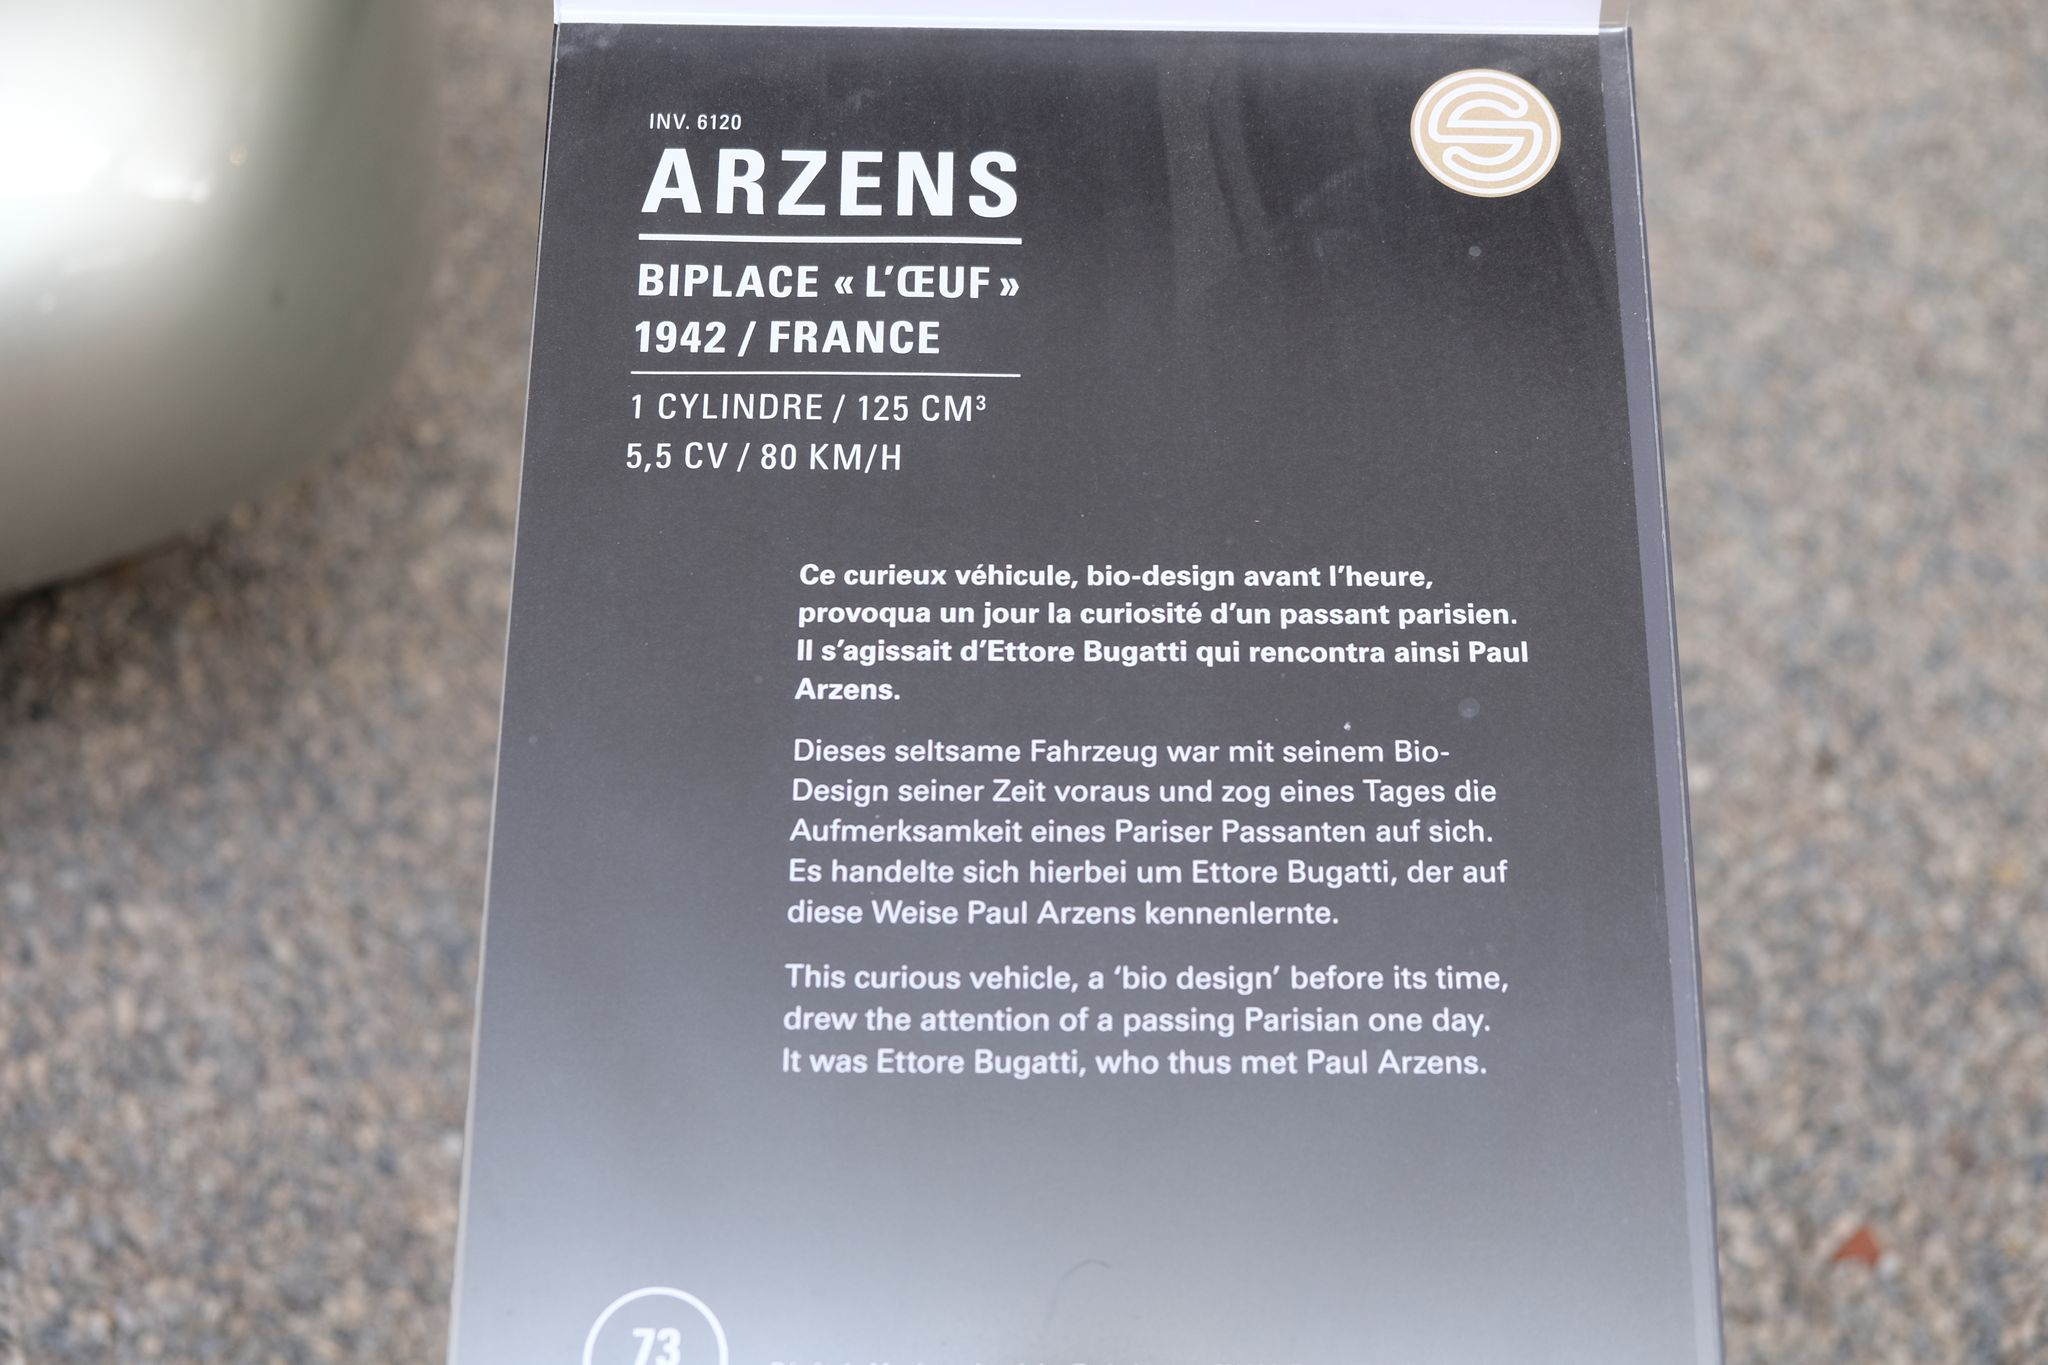 INV. 6120
ARZENS
BIPLACE « L’ŒUF »
1942 / FRANCE
1 CYLINDRE / 125 CM³
5,5 CV / 80 KM/H
Ce curieux véhicule, bio-design avant l’heure,
provoqua un jour la curiosité d’un passant parisien.
Il s’agissait d’Ettore Bugatti qui rencontra ainsi Paul
Arzens.
Dieses seltsame Fahrzeug war mit seinem Bio-
Design seiner Zeit voraus und zog eines Tages die
Aufmerksamkeit eines Pariser Passanten auf sich.
Es handelte sich hierbei um Ettore Bugatti, der auf
diese Weise Paul Arzens kennenlernte.
This curious vehicle, a ‘bio design’ before its time,
drew the attention of a passing Parisian one day.
It was Ettore Bugatti, who thus met Paul Arzens.
73